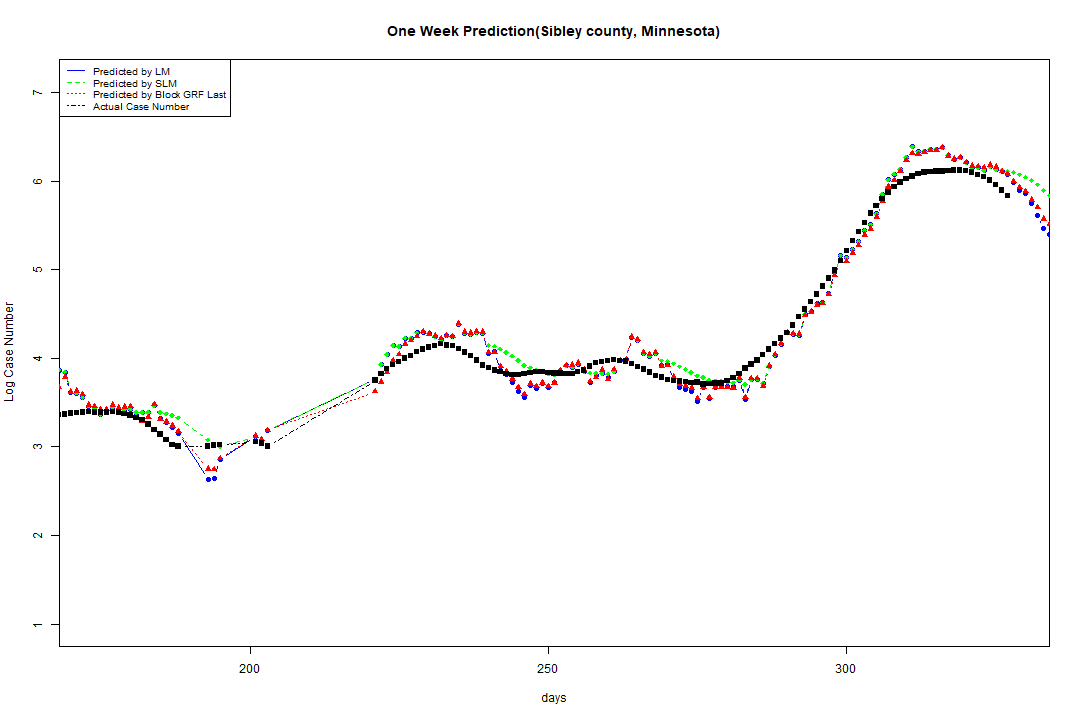 One Week Prediction(Sibley county, Minnesota)
Predicted by LM
Predicted by SLM
Predicted by Block GRF Last
Actual Case Number
7
6
5
4
3
2
1
Log Case Number
200
250
300
days